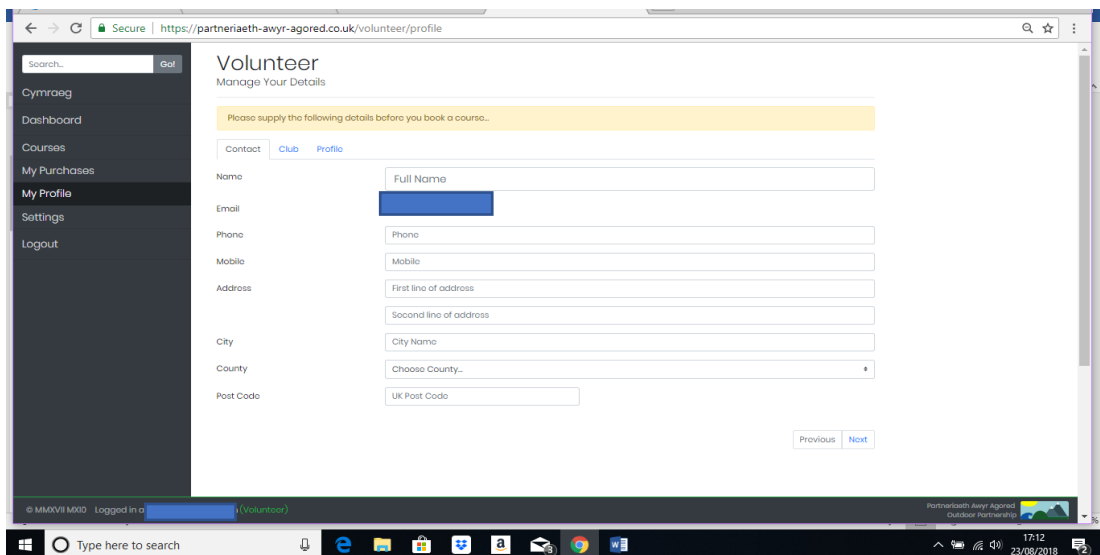 Secure | https://partneriaeth-awyr-agored.co.uk/volunteer/profile
Search... Go!
Cymraeg
Dashboard
Courses
My Purchases
My Profile
Settings
Logout
Volunteer
Manage Your Details
Please supply the following details before you book a course...
Contact Club Profile
Name Full Name
Email
Phone Phone
Mobile Mobile
Address First line of address
Second line of address
City City Name
County Choose County...
Post Code UK Post Code
Previous Next
© MMXVII MXI0 Logged in a (Volunteer)
Partneriaeth Awyr Agored
Outdoor Partnership
Type here to search
17:12
23/08/2018